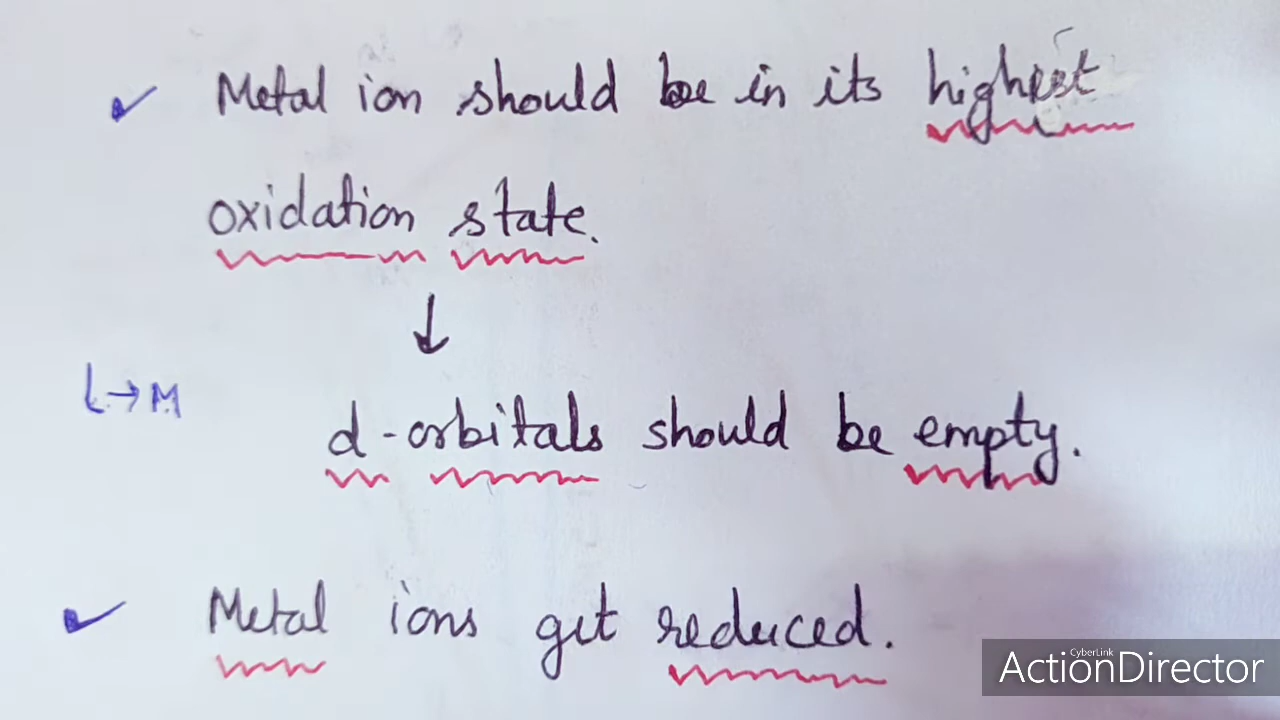 Metal ion should be in its highest
oxidation state.
↓
L→M
d-orbitals should be empty.
Metal ions get reduced.
CyberLink
ActionDirector